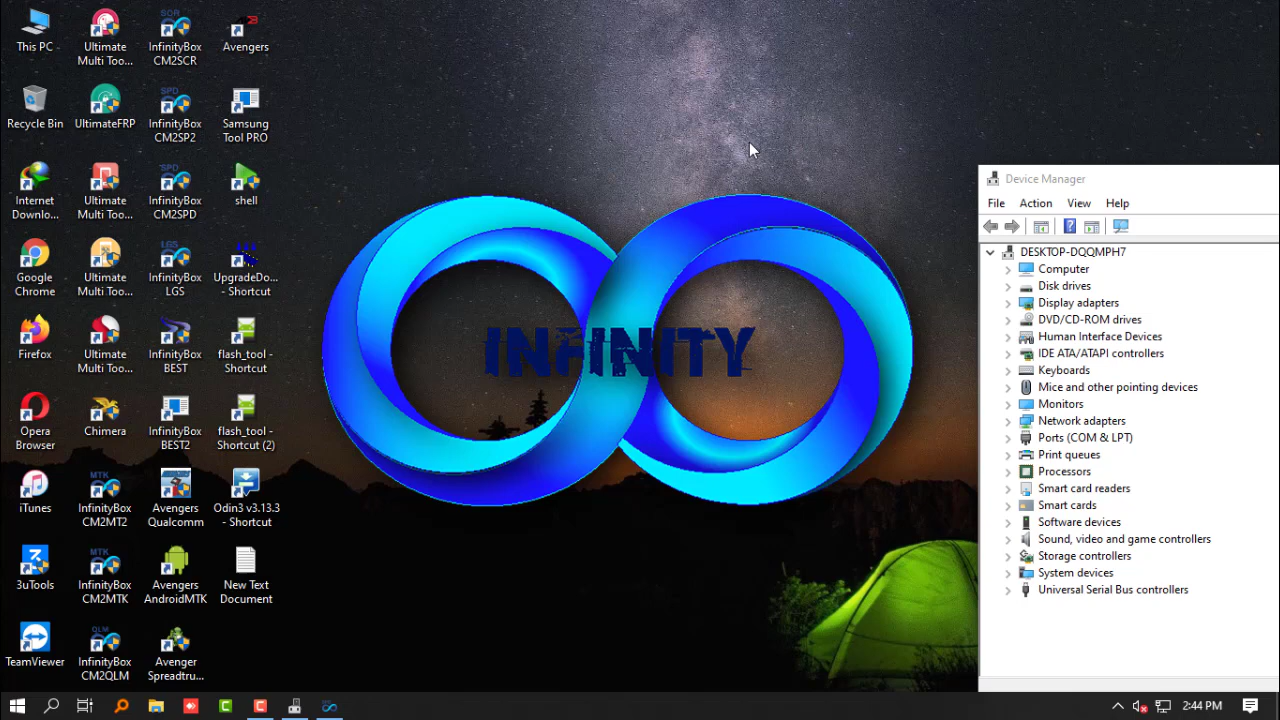 This PC
Ultimate
Multi Too...
InfinityBox
CM2SCR
Avengers
Recycle Bin
UltimateFRP
InfinityBox
CM2SP2
Samsung
Tool PRO
Internet
Downlo...
Ultimate
Multi Too...
InfinityBox
CM2SPD
shell
Google
Chrome
Ultimate
Multi Too...
InfinityBox
LGS
UpgradeDo...
- Shortcut
Firefox
Ultimate
Multi Too...
InfinityBox
BEST
flash_tool -
Shortcut
Opera
Browser
Chimera
InfinityBox
BEST2
flash_tool -
Shortcut (2)
iTunes
MTK
InfinityBox
CM2MT2
Avengers
Qualcomm
Odin3 v3.13.3
- Shortcut
3uTools
MTK
InfinityBox
CM2MTK
Avengers
AndroidMTK
New Text
Document
TeamViewer
QLM
InfinityBox
CM2QLM
Avenger
Spreadtru...
INFINITY
Device Manager
File Action View Help
DESKTOP-DQQMPH7
Computer
Disk drives
Display adapters
DVD/CD-ROM drives
Human Interface Devices
IDE ATA/ATAPI controllers
Keyboards
Mice and other pointing devices
Monitors
Network adapters
Ports (COM & LPT)
Print queues
Processors
Smart card readers
Smart cards
Software devices
Sound, video and game controllers
Storage controllers
System devices
Universal Serial Bus controllers
2:44 PM